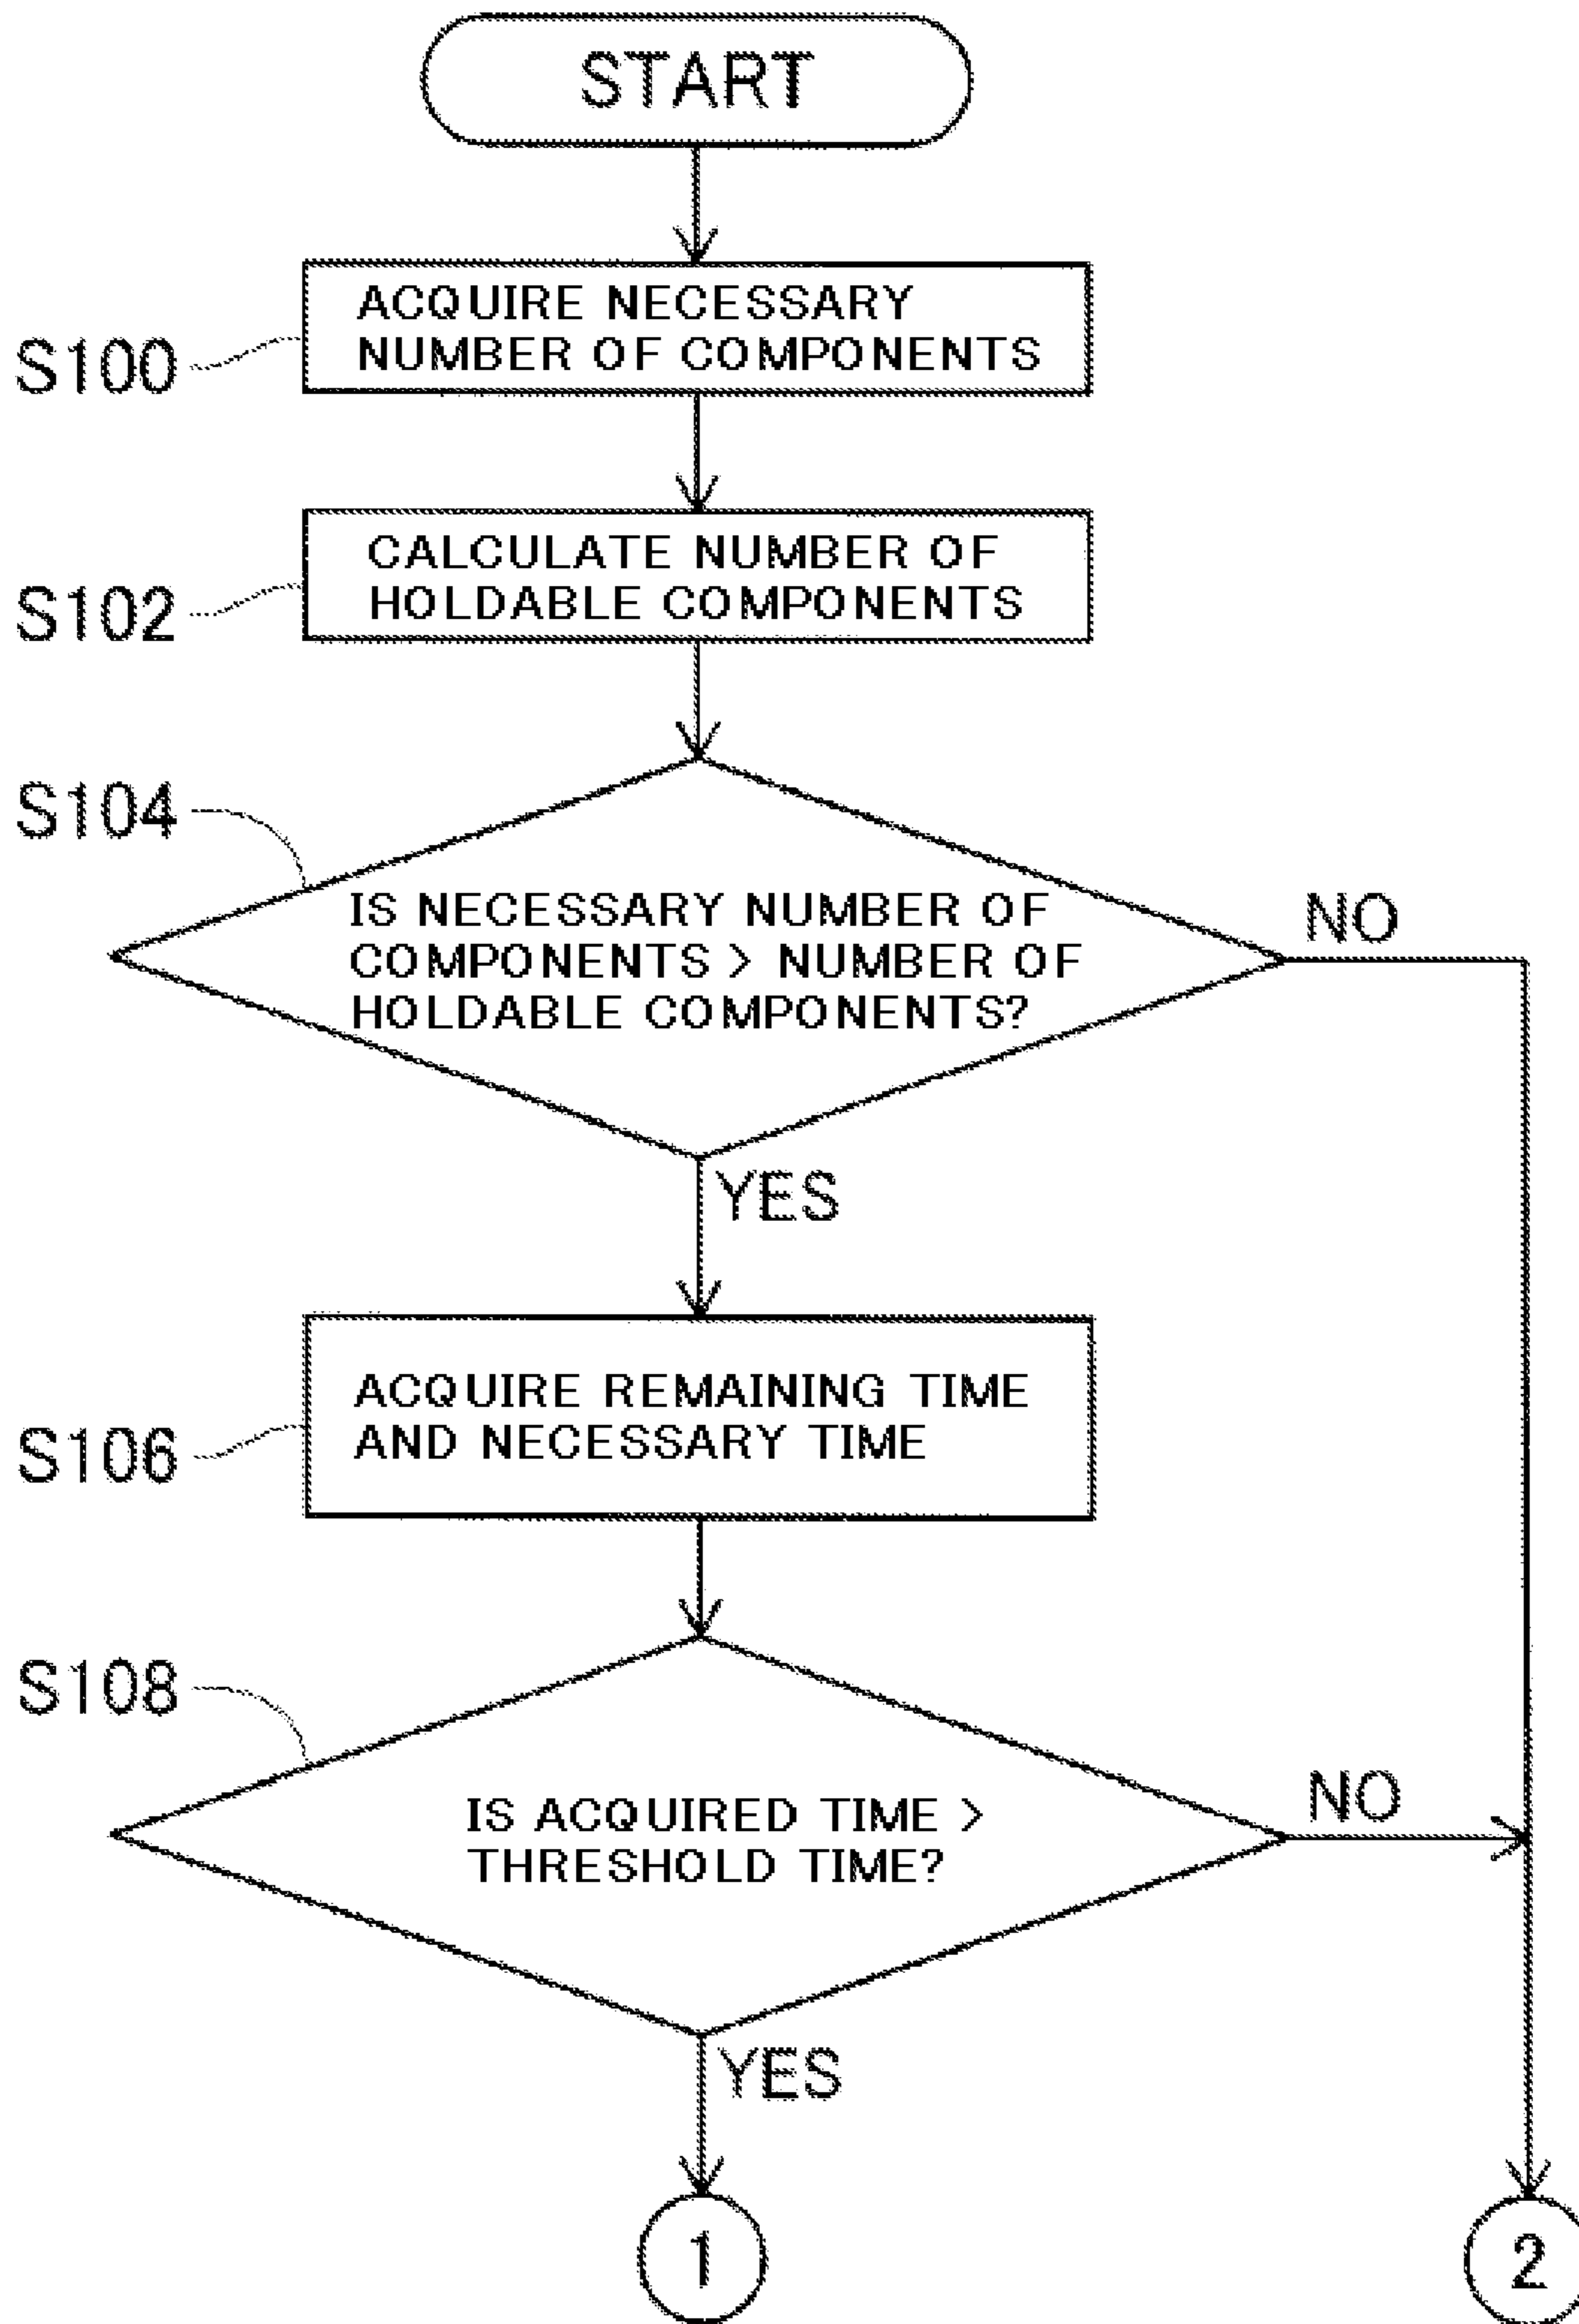 START
S100
ACQUIRE NECESSARY
NUMBER OF COMPONENTS
S102
CALCULATE NUMBER OF
HOLDABLE COMPONENTS
S104
IS NECESSARY NUMBER OF
COMPONENTS > NUMBER OF
HOLDABLE COMPONENTS?
NO
YES
S106
ACQUIRE REMAINING TIME
AND NECESSARY TIME
S108
IS ACQUIRED TIME >
THRESHOLD TIME?
NO
YES
1
2